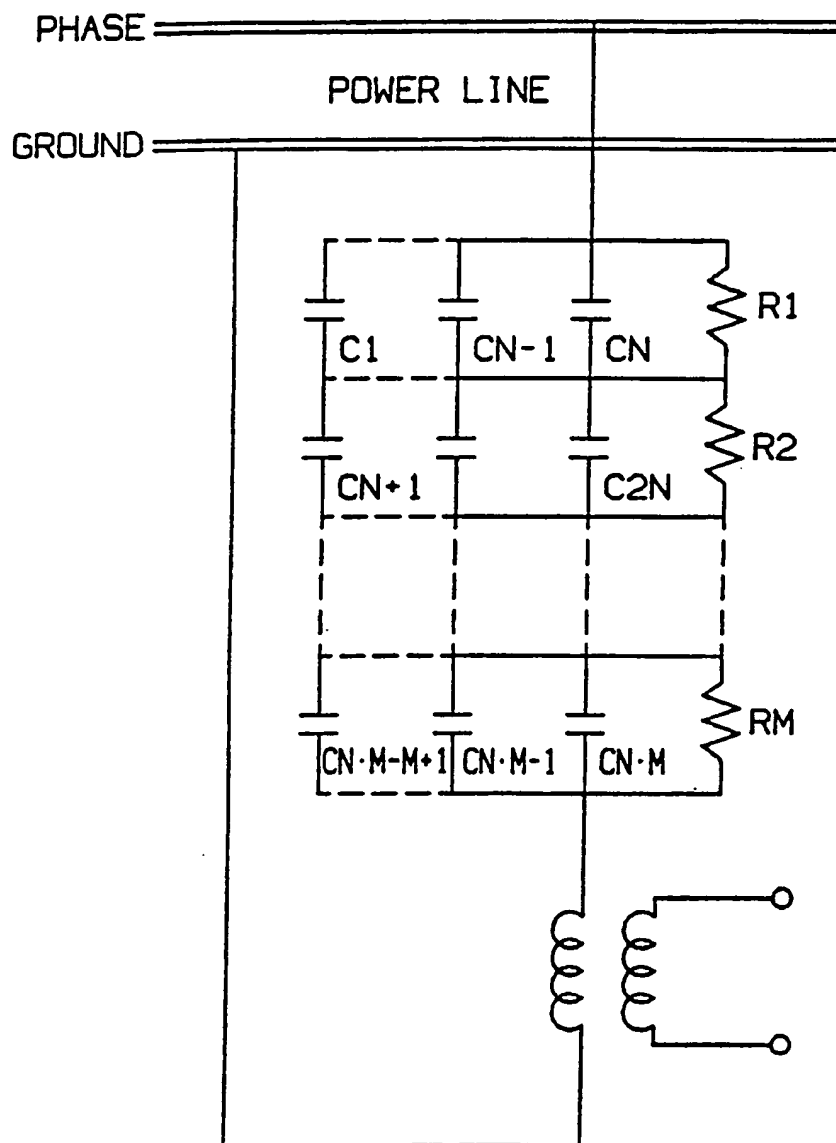 PHASE
POWER LINE
GROUND
R1
C1
CN-1
CN
R2
CN+1
C2N
RM
CN·M-M+1
CN·M-1
CN·M